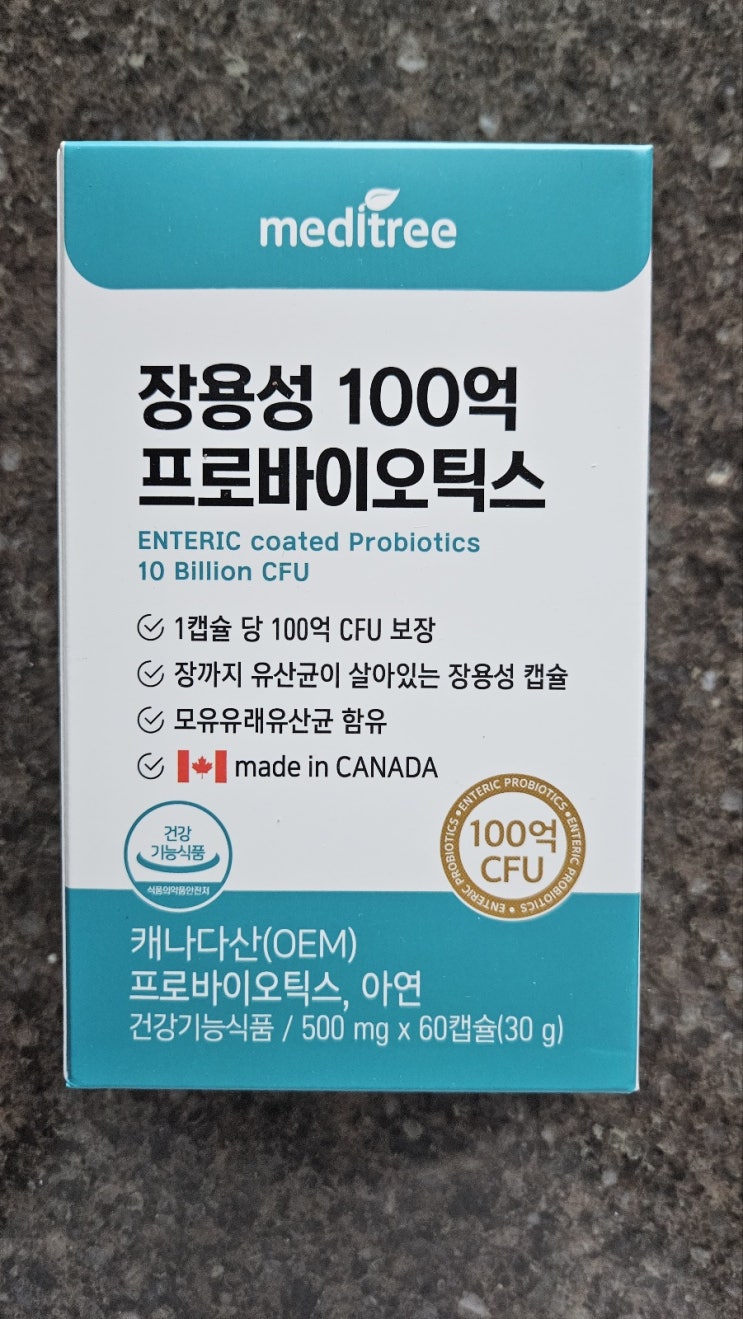 meditree
장용성 100억
프로바이오틱스
ENTERIC coated Probiotics
10 Billion CFU
1캡슐 당 100억 CFU 보장
장까지 유산균이 살아있는 장용성 캡슐
모유유래유산균 함유
made in CANADA
건강
기능식품
식품의약품안전처
ENTERIC PROBIOTICS • ENTERIC PROBIOTICS • ENTERIC PROBIOTICS •
100억
CFU
캐나다산(OEM)
프로바이오틱스, 아연
건강기능식품 / 500 mg x 60캡슐(30 g)